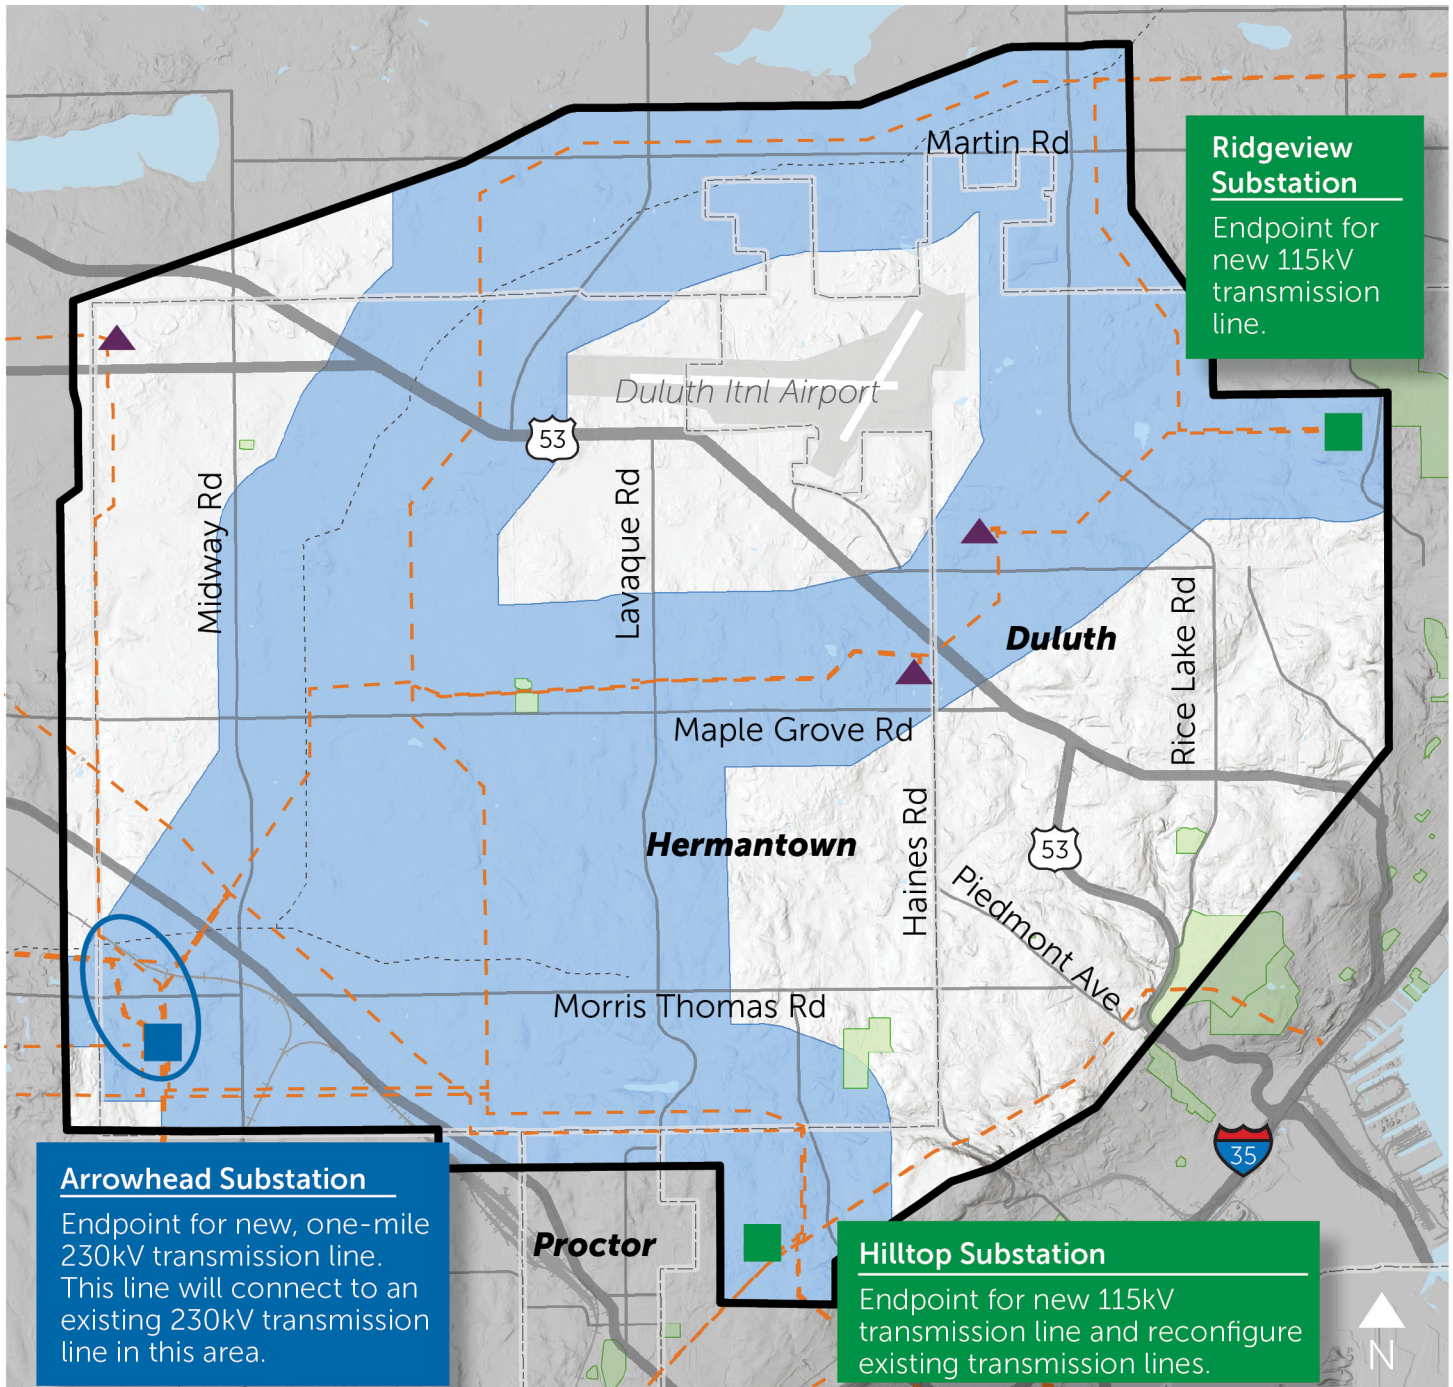 Martin Rd
Ridgeview
Substation
Endpoint for
new 115kV
transmission
line.
Duluth Itnl Airport
53
Midway Rd
Lavaque Rd
Duluth
Rice Lake Rd
Maple Grove Rd
Hermantown
Haines Rd
53
Piedmont Ave
Morris Thomas Rd
35
Arrowhead Substation
Endpoint for new, one-mile
230kV transmission line.
This line will connect to an
existing 230kV transmission
line in this area.
Proctor
Hilltop Substation
Endpoint for new 115kV
transmission line and reconfigure
existing transmission lines.
N